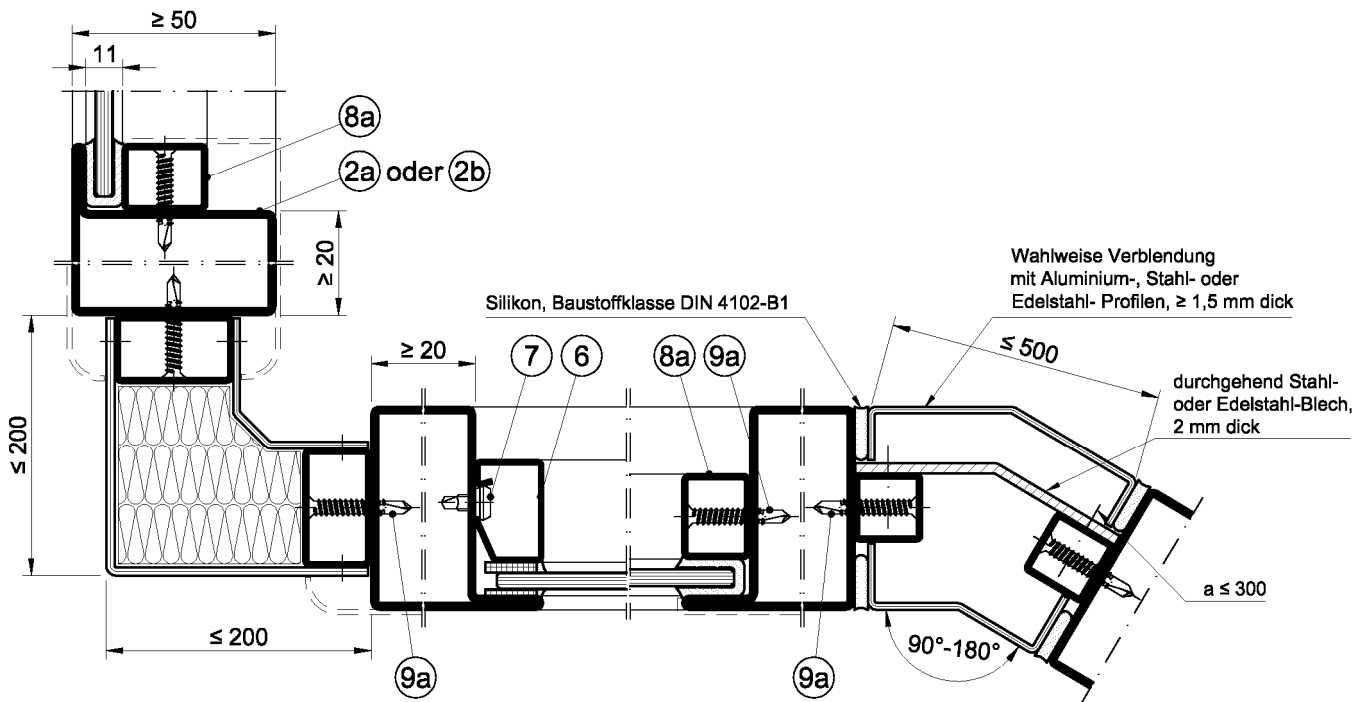 ≥ 50
11
8a
2a oder 2b
≥ 20
Wahlweise Verblendung
mit Aluminium-, Stahl- oder
Edelstahl- Profilen, ≥ 1,5 mm dick
Silikon, Baustoffklasse DIN 4102-B1
≤ 500
≥ 20
7
6
8a
9a
durchgehend Stahl-
oder Edelstahl-Blech,
2 mm dick
≤ 200
a ≤ 300
≤ 200
90°-180°
9a
9a